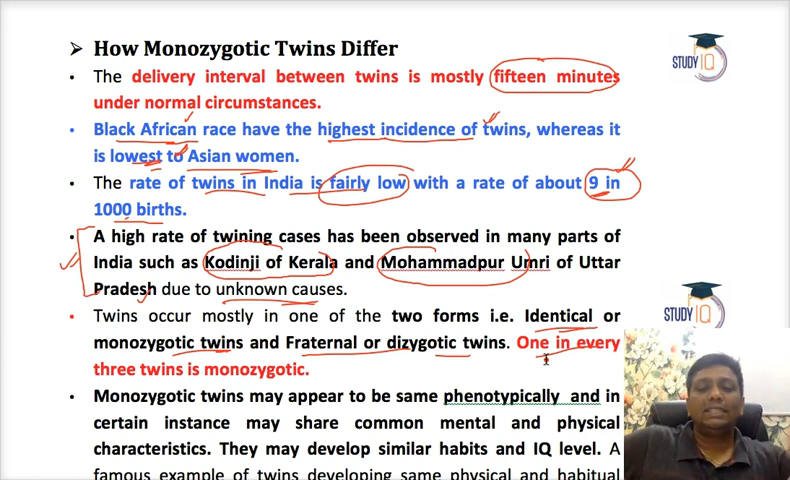 ➤ How Monozygotic Twins Differ
STUDY IQ
• The delivery interval between twins is mostly fifteen minutes
under normal circumstances.
• Black African race have the highest incidence of twins, whereas it
is lowest to Asian women.
• The rate of twins in India is fairly low with a rate of about 9 in
1000 births.
• A high rate of twining cases has been observed in many parts of
India such as Kodinji of Kerala and Mohammadpur Umri of Uttar
Pradesh due to unknown causes.
STUDY IQ
• Twins occur mostly in one of the two forms i.e. Identical or
monozygotic twins and Fraternal or dizygotic twins. One in every
three twins is monozygotic.
• Monozygotic twins may appear to be same phenotypically and in
certain instance may share common mental and physical
characteristics. They may develop similar habits and IQ level. A
famous example of twins developing same physical and habitual